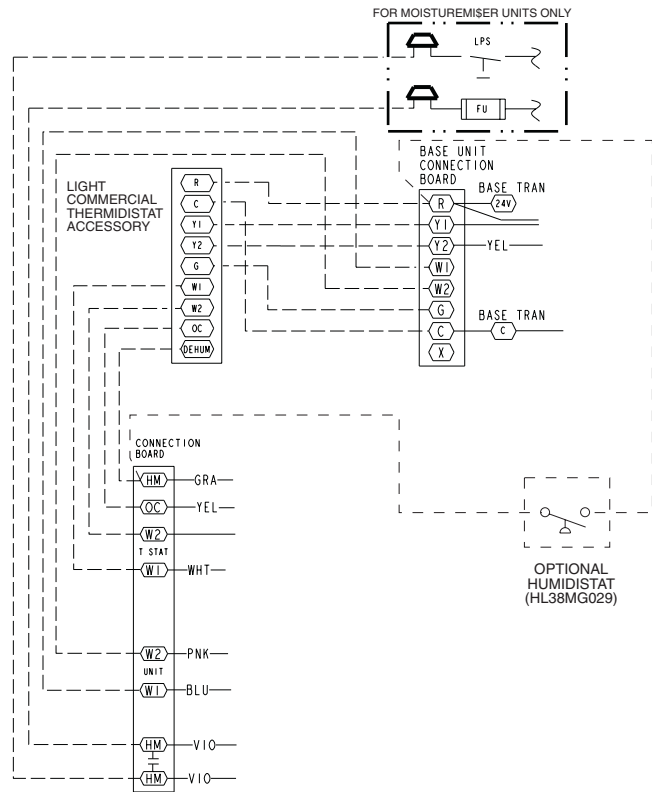 FOR MOISTUREMI$ER UNITS ONLY
LPS
FU
LIGHT
COMMERCIAL
THERMIDISTAT
ACCESSORY
R
C
Y1
Y2
G
W1
W2
OC
DEHUM
BASE UNIT
CONNECTION
BOARD
R
BASE TRAN
24V
Y1
Y2
YEL
W1
W2
G
C
BASE TRAN
C
X
CONNECTION
BOARD
HM
GRA
OC
YEL
W2
T STAT
W1
WHT
W2
PNK
UNIT
W1
BLU
HM
VIO
HM
VIO
OPTIONAL
HUMIDISTAT
(HL38MG029)